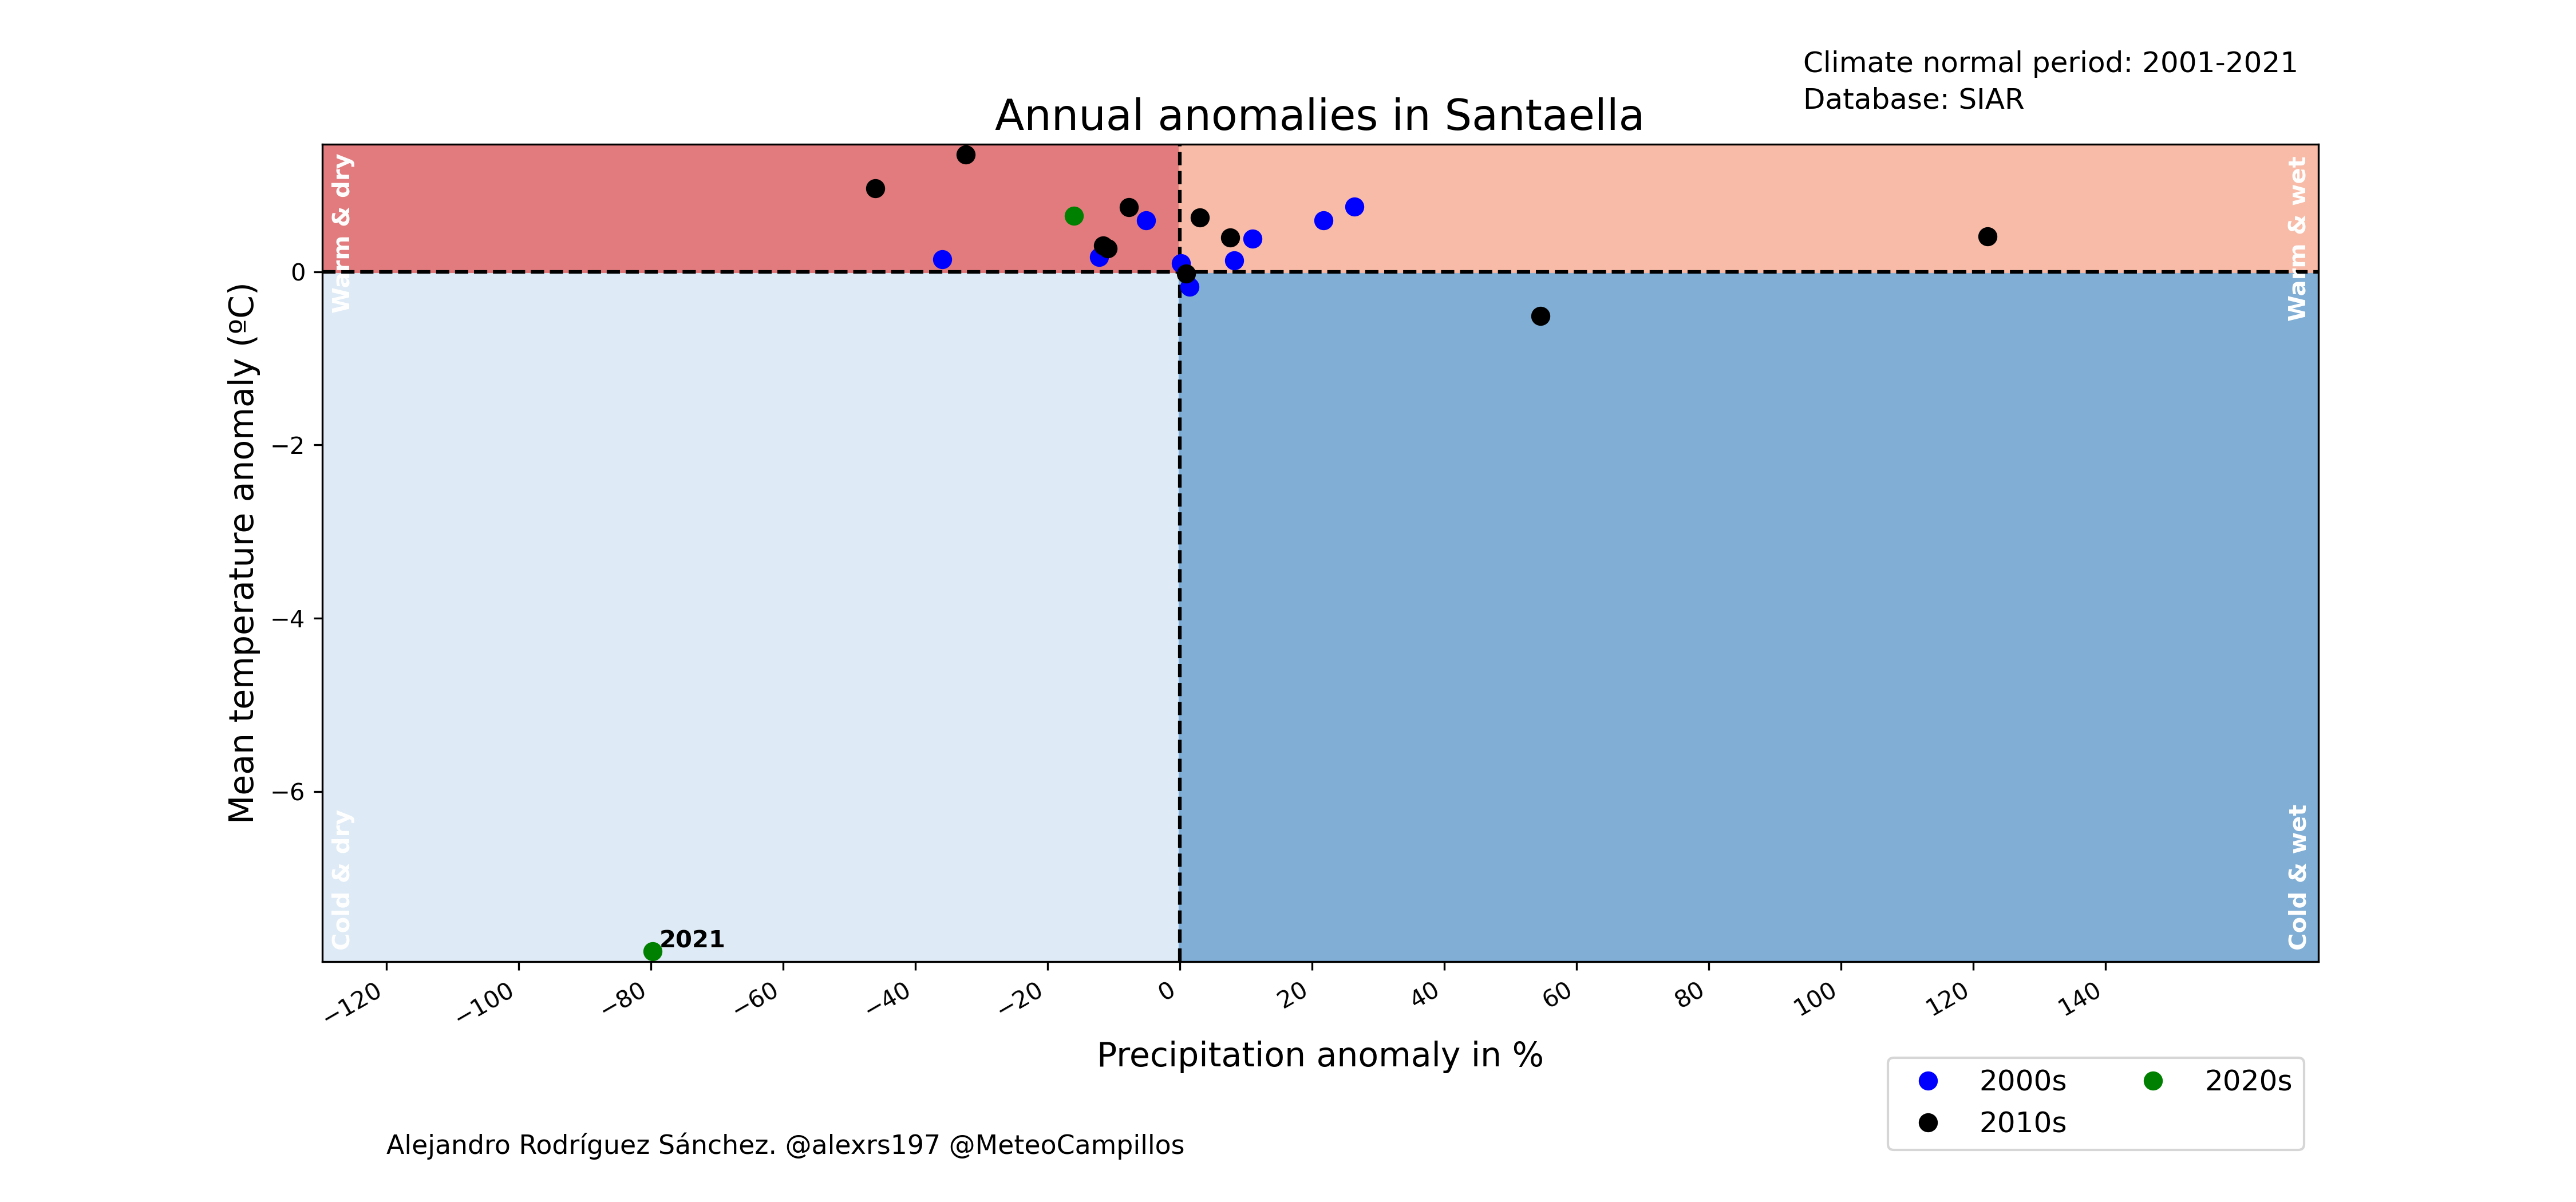 Climate normal period: 2001-2021
Database: SIAR
Annual anomalies in Santaella
Warm & dry
Warm & wet
Mean temperature anomaly (ºC)
0
−2
−4
−6
Cold & dry
Cold & wet
2021
−120
−100
−80
−60
−40
−20
0
20
40
60
80
100
120
140
Precipitation anomaly in %
2000s
2010s
2020s
Alejandro Rodríguez Sánchez. @alexrs197 @MeteoCampillos